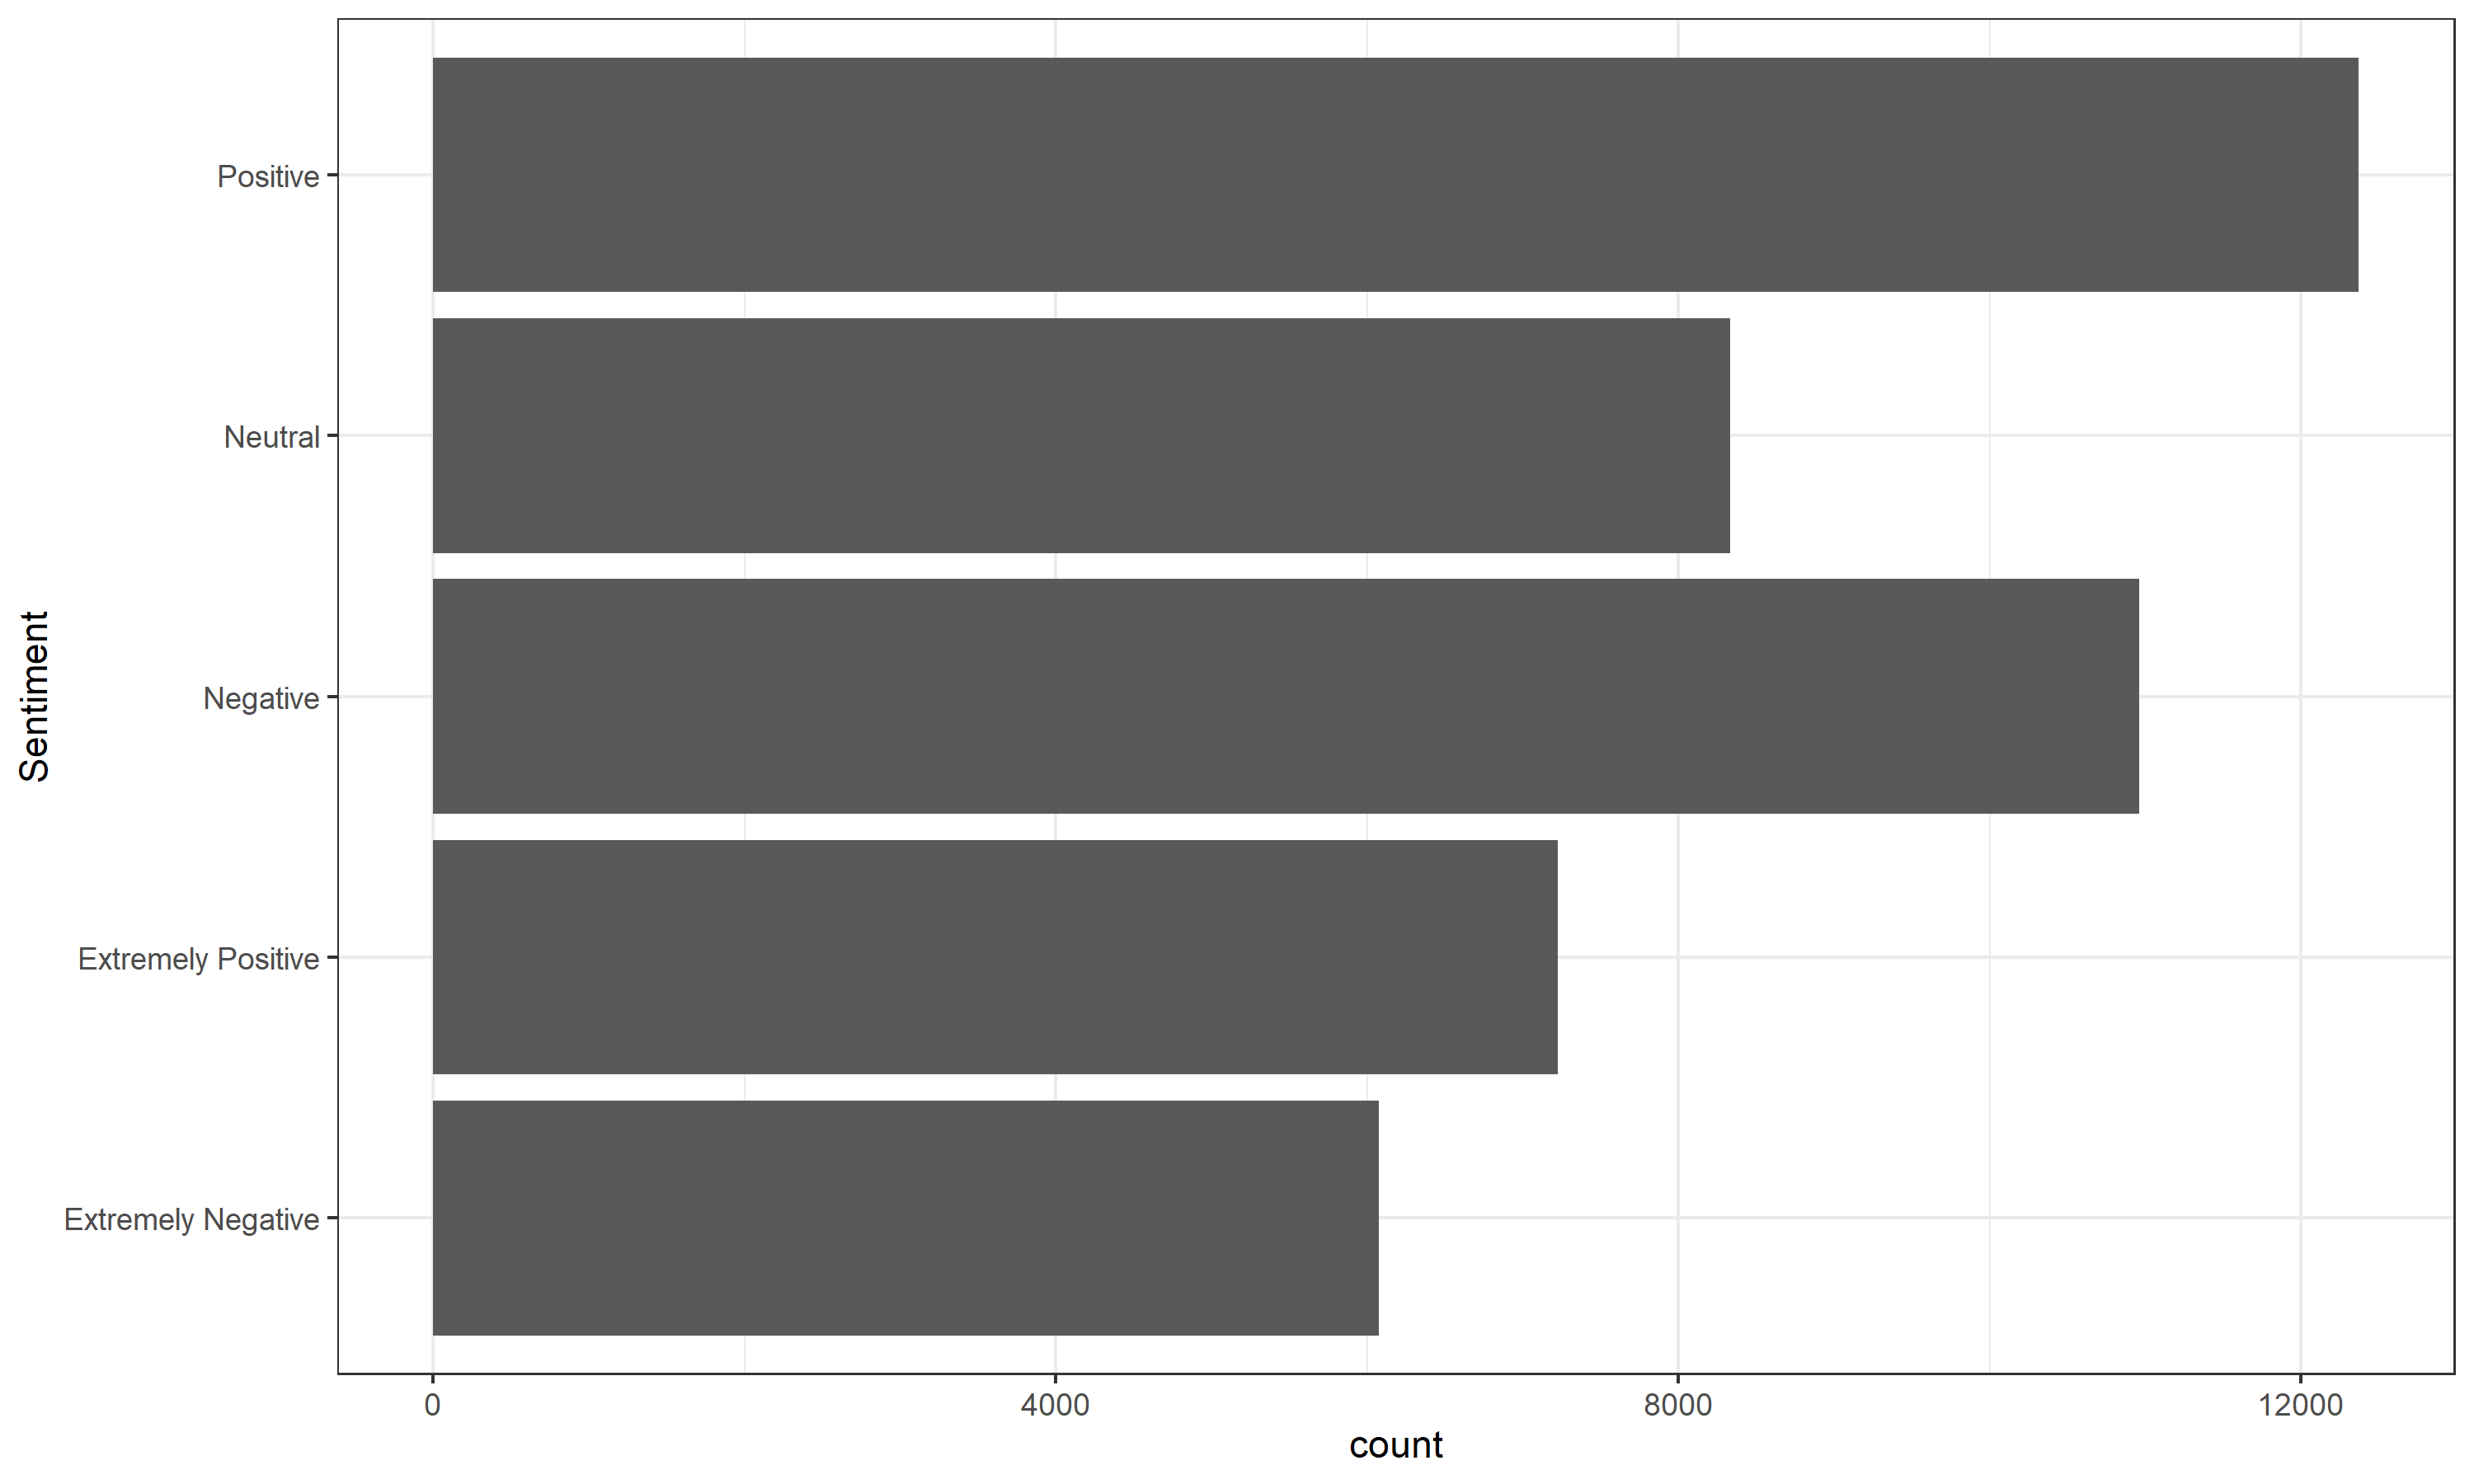 Sentiment
Positive
Neutral
Negative
Extremely Positive
Extremely Negative
0 4000 8000 12000
count